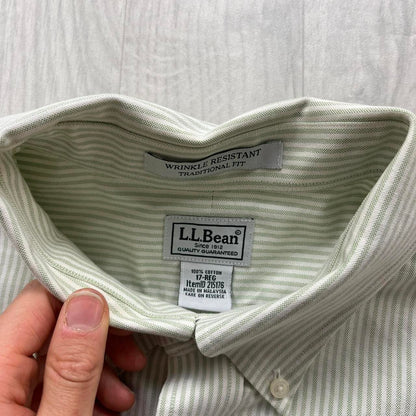 WRINKLE RESISTANT
TRADITIONAL FIT
L.L.Bean
Since 1912
QUALITY GUARANTEED
100% COTTON
17-REG
ItemID 215176
MADE IN MALAYSIA
CARE ON REVERSE